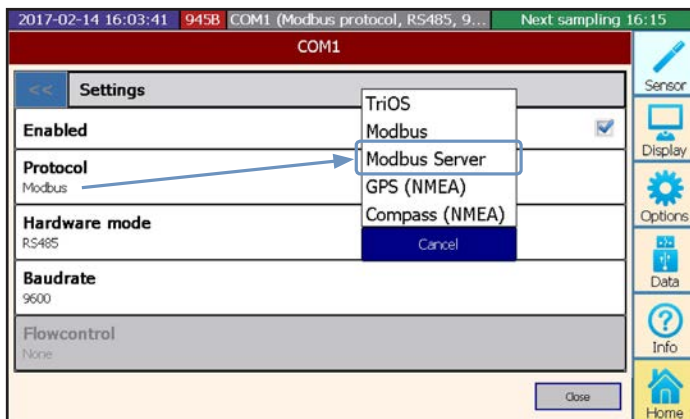 2017-02-14 16:03:41 945B COM1 (Modbus protocol, RS485, 9... Next sampling 16:15
COM1
<< Settings
Enabled
Protocol
Modbus
Hardware mode
RS485
Baudrate
9600
Flowcontrol
None
TriOS
Modbus
Modbus Server
GPS (NMEA)
Compass (NMEA)
Cancel
Close
Sensor
Display
Options
Data
Info
Home